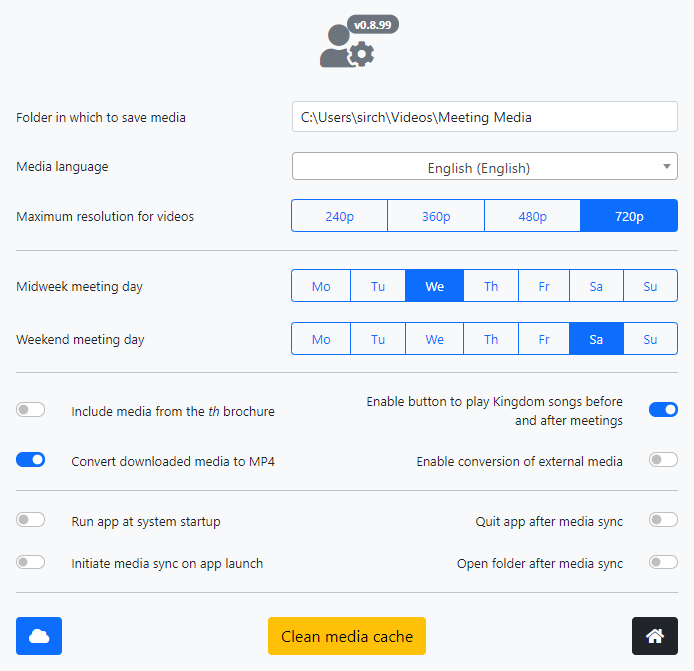 v0.8.99
Folder in which to save media
C:\Users\sirch\Videos\Meeting Media
Media language
English (English)
Maximum resolution for videos
240p 360p 480p 720p
Midweek meeting day
Mo Tu We Th Fr Sa Su
Weekend meeting day
Mo Tu We Th Fr Sa Su
Include media from the th brochure
Enable button to play Kingdom songs before
and after meetings
Convert downloaded media to MP4
Enable conversion of external media
Run app at system startup
Quit app after media sync
Initiate media sync on app launch
Open folder after media sync
Clean media cache